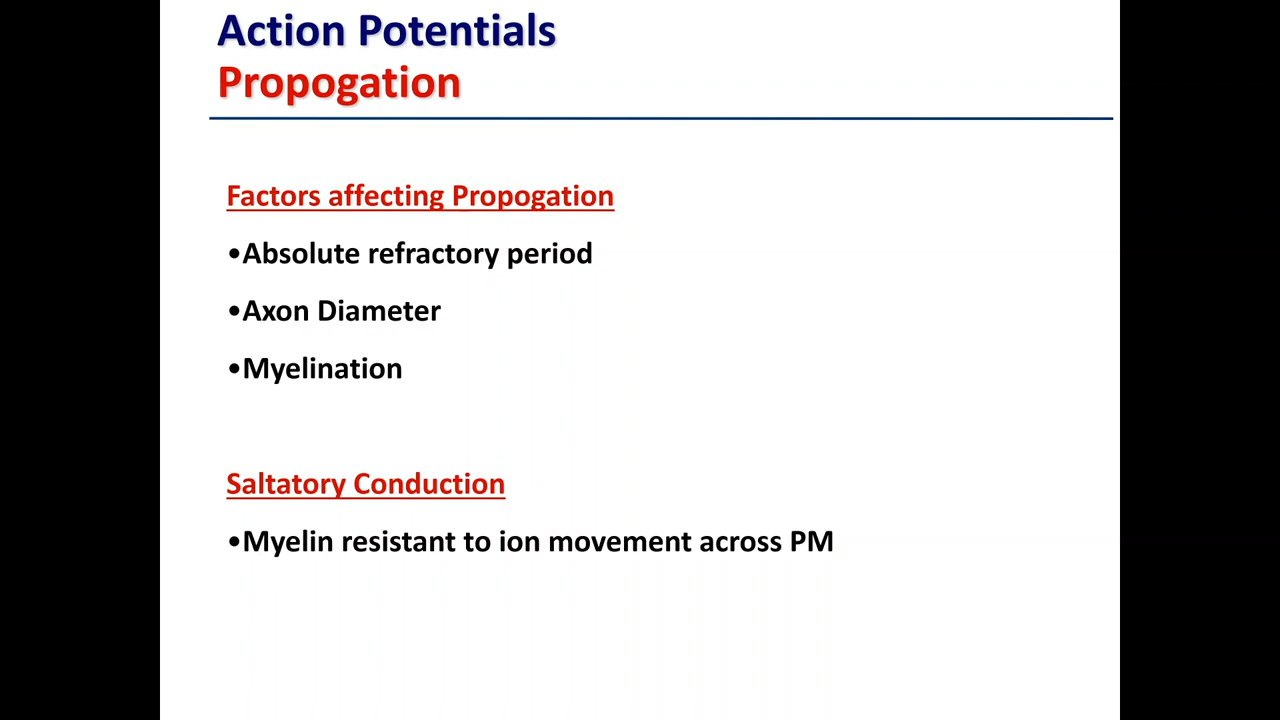 Action Potentials
Propogation
Factors affecting Propogation
•Absolute refractory period
•Axon Diameter
•Myelination
Saltatory Conduction
•Myelin resistant to ion movement across PM